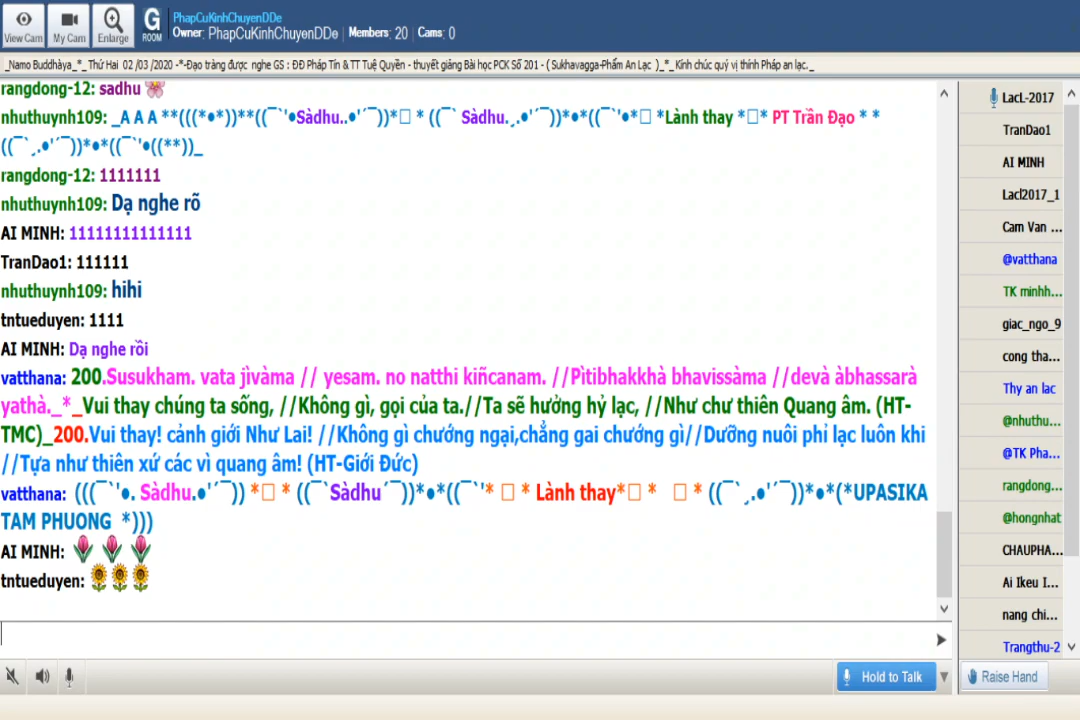 View Cam
My Cam
Enlarge
G
ROOM
PhapCuKinhChuyenDDe
Owner: PhapCuKinhChuyenDDe | Members: 20 | Cams: 0
_Namo Buddhàya_*_ Thứ Hai 02 /03 /2020 -*-Đạo tràng được nghe GS : ĐĐ Pháp Tín & TT Tuệ Quyền - thuyết giảng Bài học PCK Số 201 - ( Sukhavagga-Phẩm An Lạc )_*_Kính chúc quý vị thính Pháp an lạc._
rangdong-12: sadhu
nhuthuynh109: _A A A **(((*•*))**((¯`'•Sàdhu..•'´¯))*▯ * ((¯` Sàdhu.¸.•'´¯))*•*((¯`'•*▯ *Lành thay *▯* PT Trần Đạo * *
((¯`¸.•'´¯))*•*((¯`'•((**))_
rangdong-12: 1111111
nhuthuynh109: Dạ nghe rõ
AI MINH: 11111111111111
TranDao1: 111111
nhuthuynh109: hihi
tntueduyen: 1111
AI MINH: Dạ nghe rồi
vatthana: 200.Susukham. vata jìvàma // yesam. no natthi kiñcanam. //Pìtibhakkhà bhavissàma //devà àbhassarà
yathà._*_Vui thay chúng ta sống, //Không gì, gọi của ta.//Ta sẽ hưởng hỷ lạc, //Như chư thiên Quang âm. (HT-
TMC)_200.Vui thay! cảnh giới Như Lai! //Không gì chướng ngại,chẳng gai chướng gì//Dưỡng nuôi phỉ lạc luôn khi
//Tựa như thiên xứ các vì quang âm! (HT-Giới Đức)
vatthana: (((¯`'•. Sàdhu.•'´¯)) *▯ * ((¯`Sàdhu´¯))*•*((¯`'* ▯ * Lành thay*▯ * ▯ * ((¯`¸.•'´¯))*•*(*UPASIKA
TAM PHUONG *)))
AI MINH:
tntueduyen:
LacL-2017
TranDao1
AI MINH
Lacl2017_1
Cam Van ...
@vatthana
TK minhh...
giac_ngo_9
cong tha...
Thy an lac
@nhuthu...
@TK Pha...
rangdong...
@hongnhat
CHAUPHA...
Ai Ikeu I...
nang chi...
Trangthu-2
Hold to Talk
Raise Hand